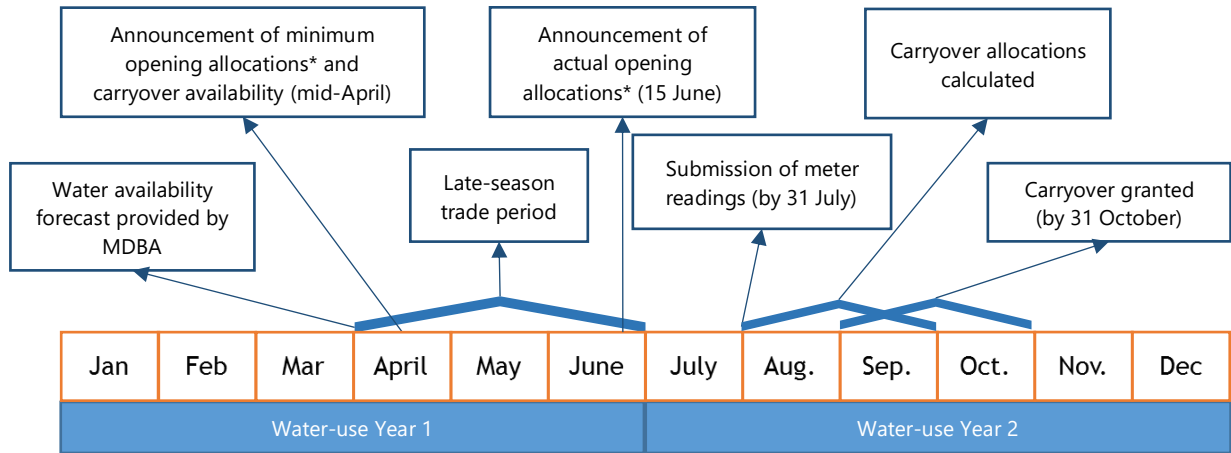 Announcement of minimum
opening allocations* and
carryover availability (mid-April)
Announcement of
actual opening
allocations* (15 June)
Carryover allocations
calculated
Water availability
forecast provided by
MDBA
Late-season
trade period
Submission of meter
readings (by 31 July)
Carryover granted
(by 31 October)
Jan
Feb
Mar
April
May
June
July
Aug.
Sep.
Oct.
Nov.
Dec
Water-use Year 1
Water-use Year 2